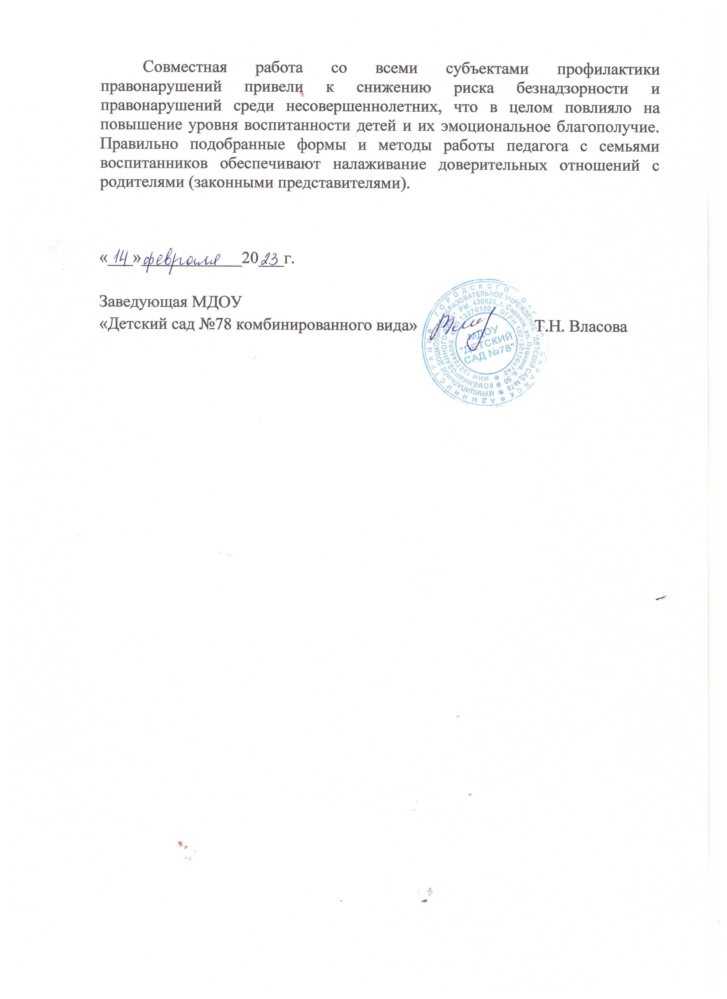 Совместная работа со всеми субъектами профилактики
правонарушений привели к снижению риска безнадзорности и
правонарушений среди несовершеннолетних, что в целом повлияло на
повышение уровня воспитанности детей и их эмоциональное благополучие.
Правильно подобранные формы и методы работы педагога с семьями
воспитанников обеспечивают налаживание доверительных отношений с
родителями (законными представителями).
«14» февраля 2023 г.
Заведующая МДОУ
«Детский сад №78 комбинированного вида» Т.Н. Власова
* АДМИНИСТРАЦИЯ ГОРОДСКОГО САРАНСК
* МУНИЦИПАЛЬНОЕ ДОШКОЛЬНОЕ ОБРАЗОВАТЕЛЬНОЕ УЧРЕЖДЕНИЕ "ДЕТСКИЙ САД №78
* КОМБИНИРОВАННОГО ВИДА" РМ, 430026, г. Саранск, ул. Пушкина, д. 50
* ИНН 1327048080 КПП ОГРН 1021301064740
МДОУ
"ДЕТСКИЙ
САД №78"